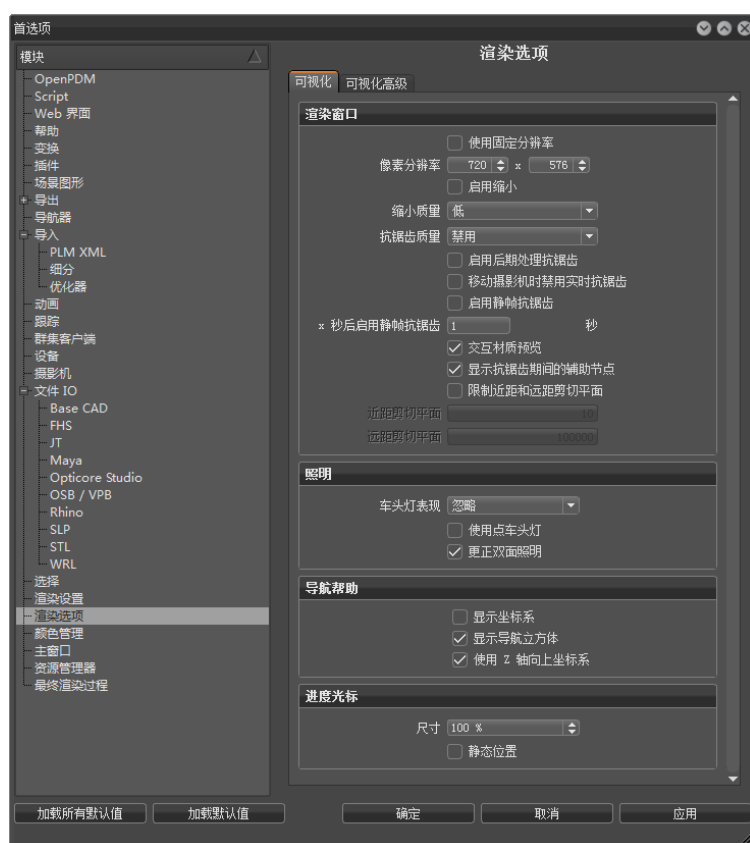 首选项
模块
OpenPDM
Script
Web 界面
帮助
变换
插件
场景图形
导出
导航器
导入
PLM XML
细分
优化器
动画
跟踪
群集客户端
设备
摄影机
文件 IO
Base CAD
FHS
JT
Maya
Opticore Studio
OSB / VPB
Rhino
SLP
STL
WRL
选择
渲染设置
渲染选项
颜色管理
主窗口
资源管理器
最终渲染过程
渲染选项
可视化 可视化高级
渲染窗口
使用固定分辨率
像素分辨率 720 x 576
启用缩小
缩小质量 低
抗锯齿质量 禁用
启用后期处理抗锯齿
移动摄影机时禁用实时抗锯齿
启用静帧抗锯齿
x 秒后启用静帧抗锯齿 1 秒
交互材质预览
显示抗锯齿期间的辅助节点
限制近距和远距剪切平面
近距剪切平面 10
远距剪切平面 100000
照明
车头灯表现 忽略
使用点车头灯
更正双面照明
导航帮助
显示坐标系
显示导航立方体
使用 Z 轴向上坐标系
进度光标
尺寸 100 %
静态位置
加载所有默认值 加载默认值 确定 取消 应用